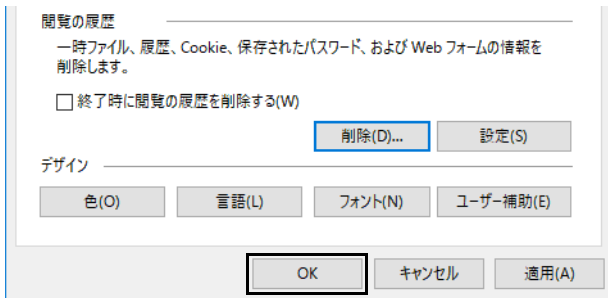 閲覧の履歴
一時ファイル、履歴、Cookie、保存されたパスワード、および Web フォームの情報を
削除します。
終了時に閲覧の履歴を削除する(W)
削除(D)... 設定(S)
デザイン
色(O) 言語(L) フォント(N) ユーザー補助(E)
OK キャンセル 適用(A)